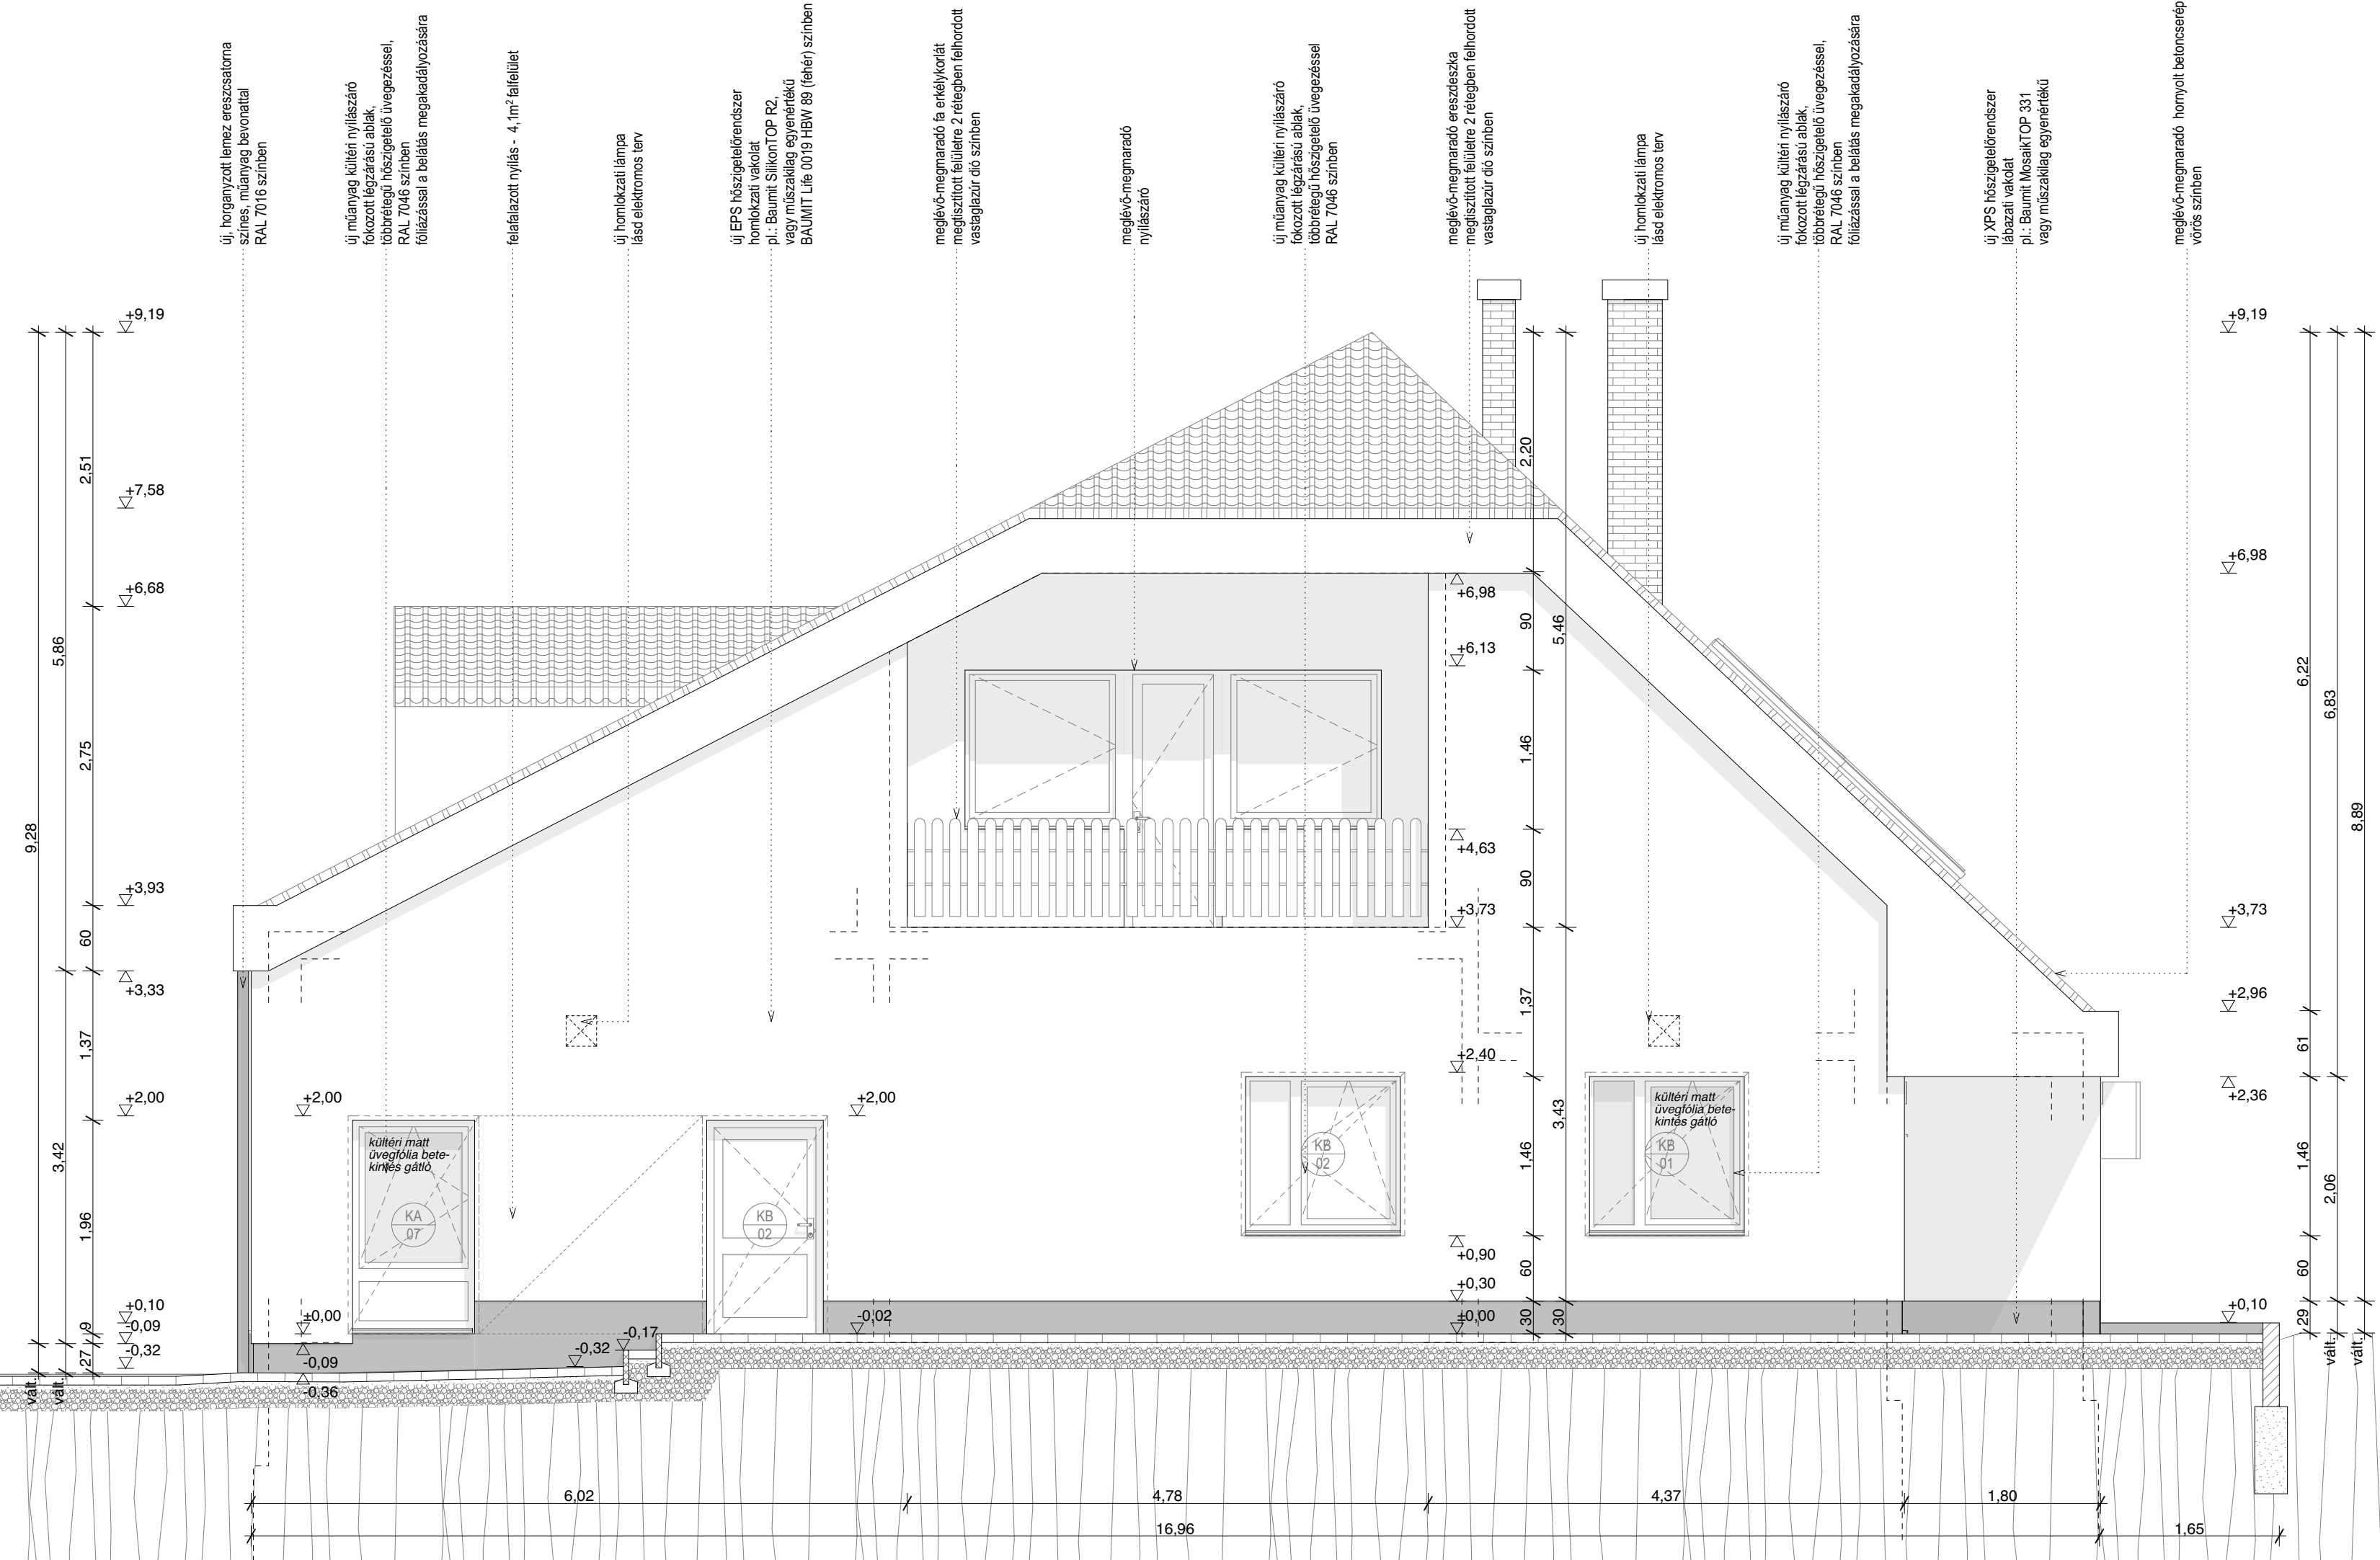 új, horganyzott lemez ereszcsatorna
színes, műanyag bevonattal
RAL 7016 színben
új műanyag kültéri nyílászáró
fokozott légzárású ablak,
többrétegű hőszigetelő üvegezéssel,
RAL 7046 színben
fóliázással a belátás megakadályozására
felfalazott nyílás - 4,1m² falfelület
új homlokzati lámpa
lásd elektromos terv
új EPS hőszigetelőrendszer
homlokzati vakolat
pl.: Baumit SilikonTOP R2,
vagy műszakilag egyenértékű
BAUMIT Life 0019 HBW 89 (fehér) színben
meglévő-megmaradó fa erkélykorlát
megtisztított felületre 2 rétegben felhordott
vastaglazúr dió színben
meglévő-megmaradó
nyílászáró
új műanyag kültéri nyílászáró
fokozott légzárású ablak,
többrétegű hőszigetelő üvegezéssel
RAL 7046 színben
meglévő-megmaradó ereszdeszka
megtisztított felületre 2 rétegben felhordott
vastaglazúr dió színben
új homlokzati lámpa
lásd elektromos terv
új műanyag kültéri nyílászáró
fokozott légzárású ablak,
többrétegű hőszigetelő üvegezéssel,
RAL 7046 színben
fóliázással a belátás megakadályozására
új XPS hőszigetelőrendszer
lábazati vakolat
pl.: Baumit MosaikTOP 331
vagy műszakilag egyenértékű
meglévő-megmaradó hornyolt betoncserép
vörös színben
9,28
vált.
5,86
3,42
vált.
2,51
2,75
60
1,37
1,96
9
27
+9,19
+7,58
+6,68
+3,93
+3,33
+2,00
+0,10
-0,09
-0,32
+2,00
+0,00
-0,09
-0,36
kültéri matt
üvegfólia bete-
kintés gátló
KA
07
KB
02
+2,00
-0,32
-0,17
-0,02
+6,98
+6,13
+4,63
+3,73
+2,40
+0,90
+0,30
+0,00
2,20
90
1,46
90
1,37
1,46
60
30
5,46
3,43
30
KB
02
kültéri matt
üvegfólia bete-
kintés gátló
KB
01
+9,19
+6,98
+3,73
+2,96
+2,36
+0,10
6,22
61
1,46
60
29
6,83
2,06
vált.
8,89
vált.
6,02
4,78
4,37
1,80
16,96
1,65